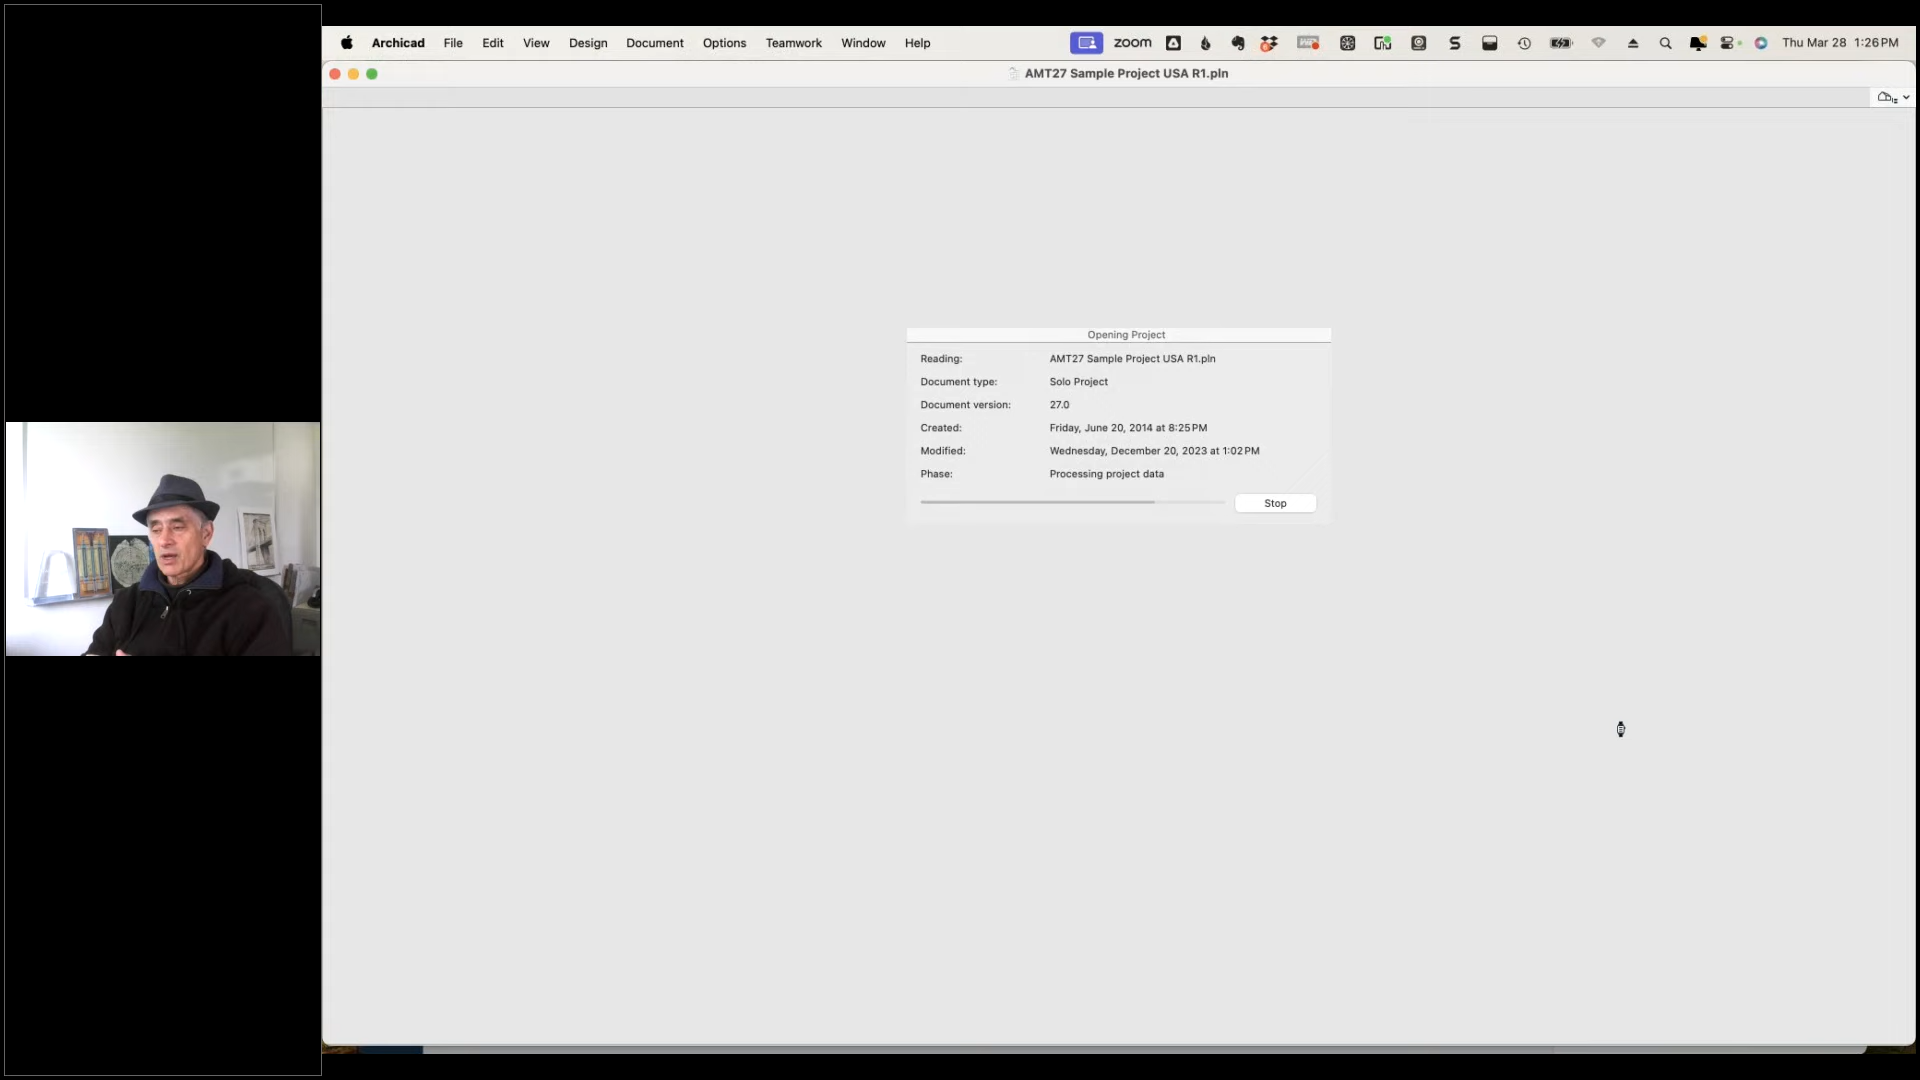 Archicad File Edit View Design Document Options Teamwork Window Help zoom Thu Mar 28 1:26 PM
AMT27 Sample Project USA R1.pln
Opening Project
Reading: AMT27 Sample Project USA R1.pln
Document type: Solo Project
Document version: 27.0
Created: Friday, June 20, 2014 at 8:25 PM
Modified: Wednesday, December 20, 2023 at 1:02 PM
Phase: Processing project data
Stop